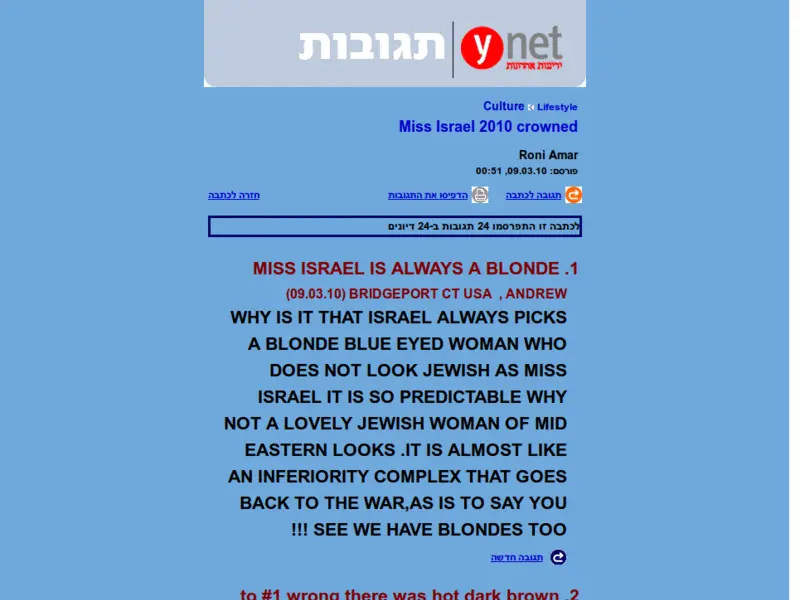 תגובות
ynet
ידיעות אחרונות
Culture » Lifestyle
Miss Israel 2010 crowned
Roni Amar
פורסם: 09.03.10, 00:51
תגובה לכתבה הדפיסו את התגובות חזרה לכתבה
לכתבה זו התפרסמו 24 תגובות ב-24 דיונים
1. MISS ISRAEL IS ALWAYS A BLONDE
ANDREW , BRIDGEPORT CT USA (09.03.10)
WHY IS IT THAT ISRAEL ALWAYS PICKS
A BLONDE BLUE EYED WOMAN WHO
DOES NOT LOOK JEWISH AS MISS
ISRAEL IT IS SO PREDICTABLE WHY
NOT A LOVELY JEWISH WOMAN OF MID
EASTERN LOOKS .IT IS ALMOST LIKE
AN INFERIORITY COMPLEX THAT GOES
BACK TO THE WAR,AS IS TO SAY YOU
SEE WE HAVE BLONDES TOO !!!
תגובה חדשה
2. to #1 wrong there was hot dark brown